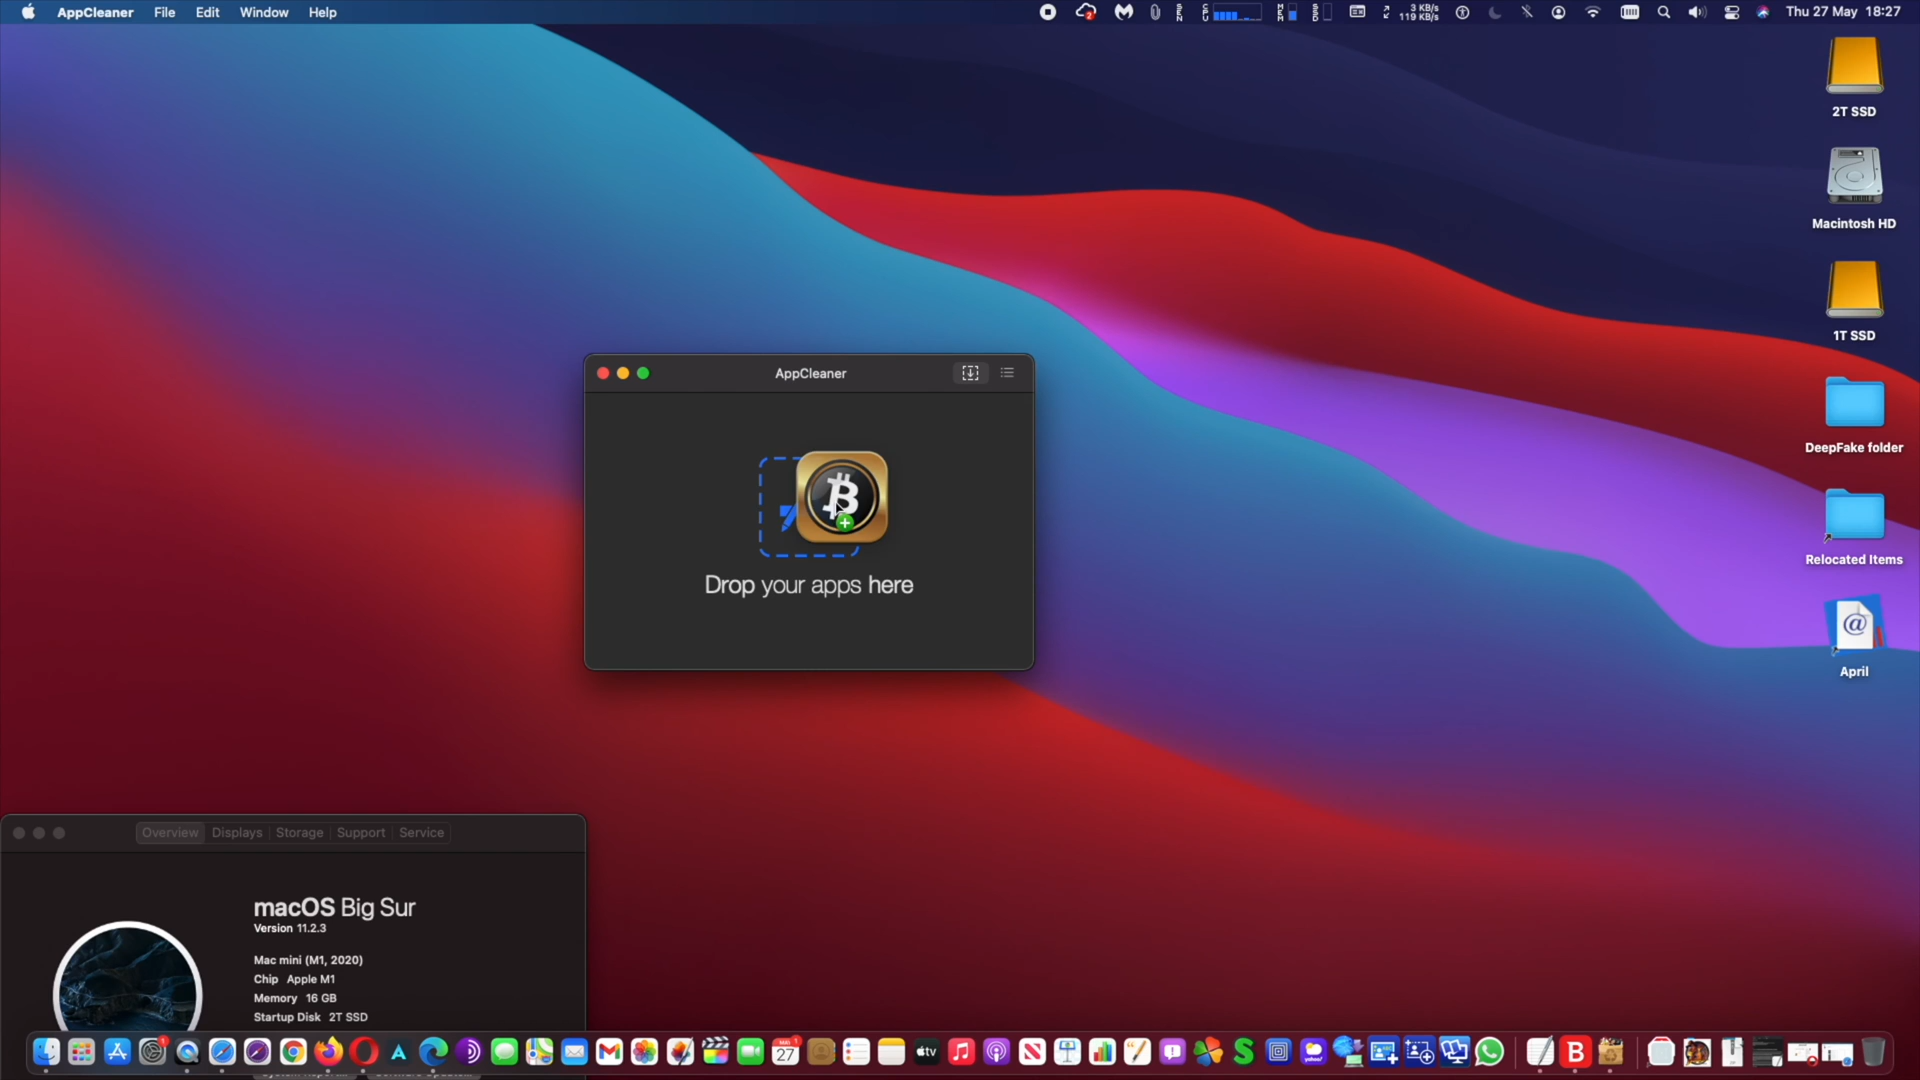 AppCleaner File Edit Window Help
3 KB/s
119 KB/s
Thu 27 May 18:27
2T SSD
Macintosh HD
1T SSD
DeepFake folder
Relocated Items
April
AppCleaner
Drop your apps here
Overview Displays Storage Support Service
macOS Big Sur
Version 11.2.3
Mac mini (M1, 2020)
Chip Apple M1
Memory 16 GB
Startup Disk 2T SSD
27
tv